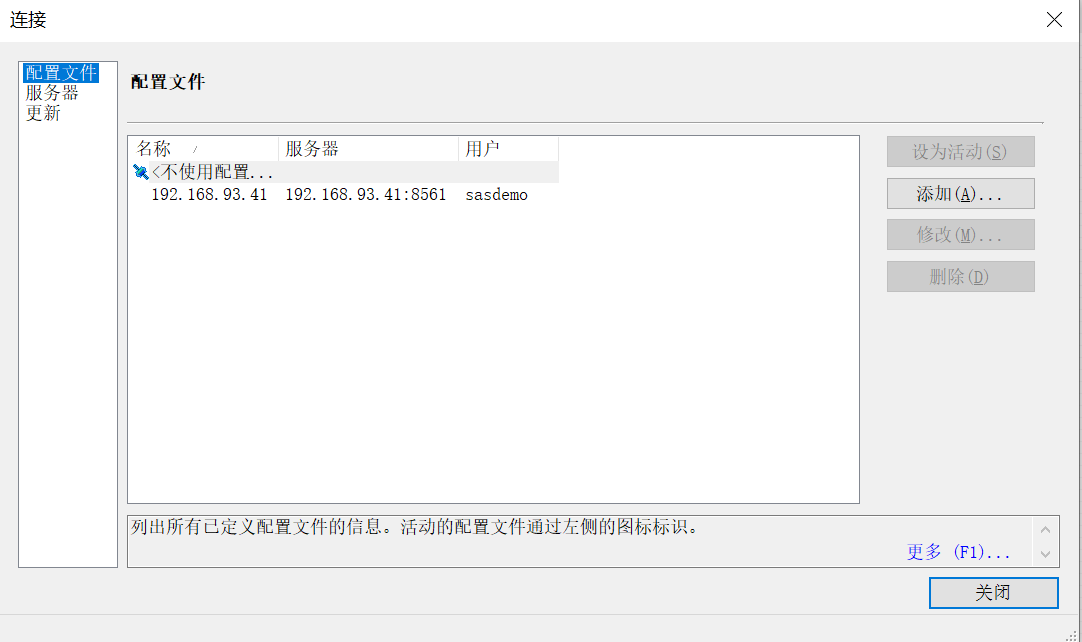 连接
配置文件
服务器
更新
配置文件
名称 服务器 用户
<不使用配置...
192.168.93.41 192.168.93.41:8561 sasdemo
设为活动(S)
添加(A)...
修改(M)...
删除(D)
列出所有已定义配置文件的信息。活动的配置文件通过左侧的图标标识。
更多 (F1)...
关闭